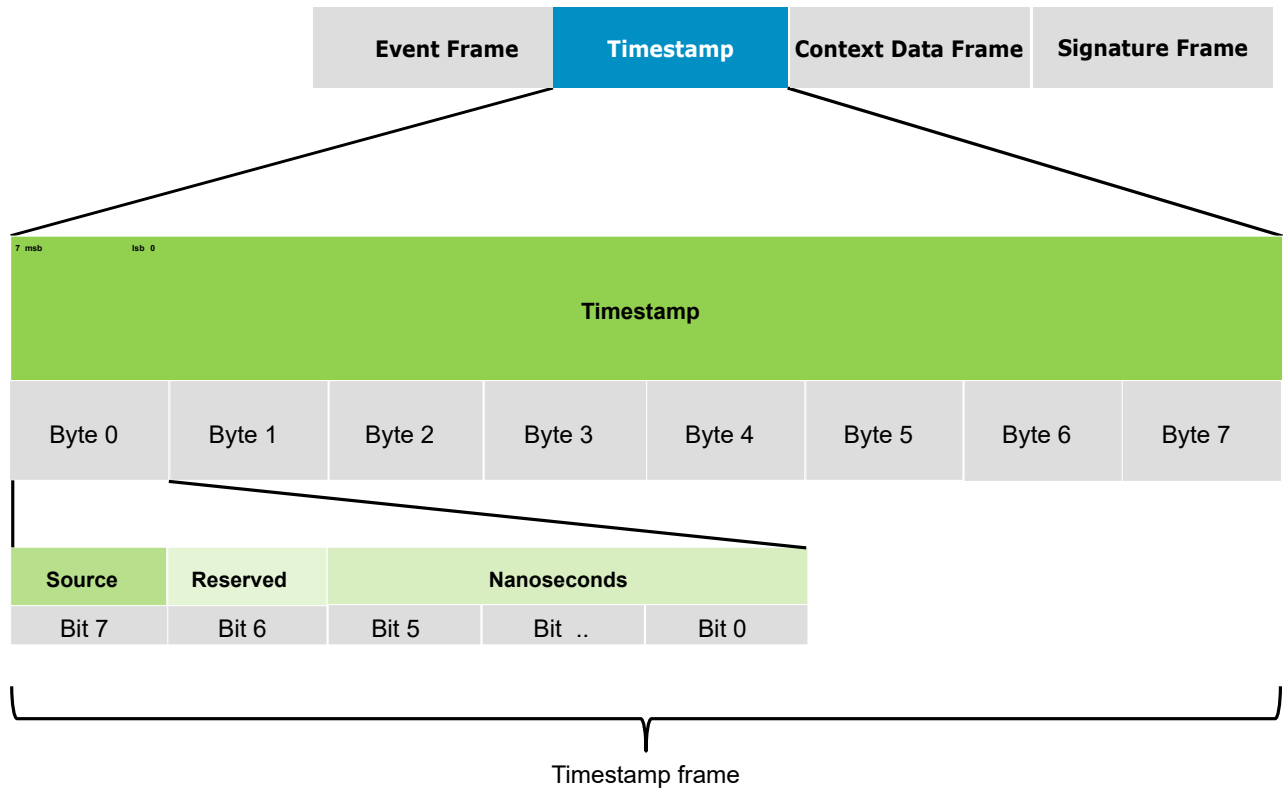 Event Frame Timestamp Context Data Frame Signature Frame
7 msb lsb 0
Timestamp
Byte 0 Byte 1 Byte 2 Byte 3 Byte 4 Byte 5 Byte 6 Byte 7
Source Reserved Nanoseconds
Bit 7 Bit 6 Bit 5 Bit .. Bit 0
Timestamp frame